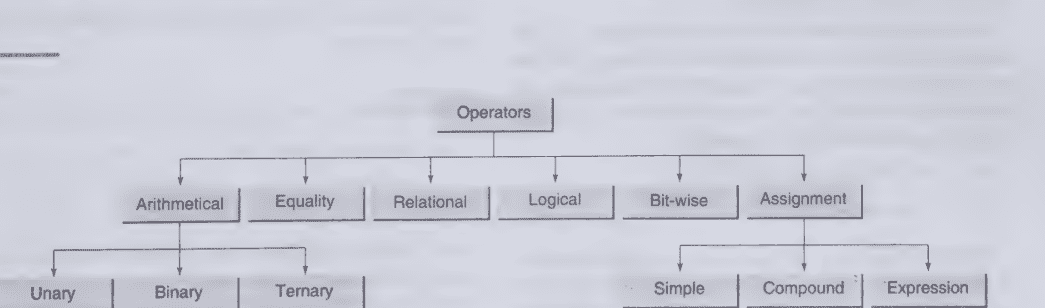 Operators
Arithmetical Equality Relational Logical Bit-wise Assignment
Unary Binary Ternary Simple Compound Expression